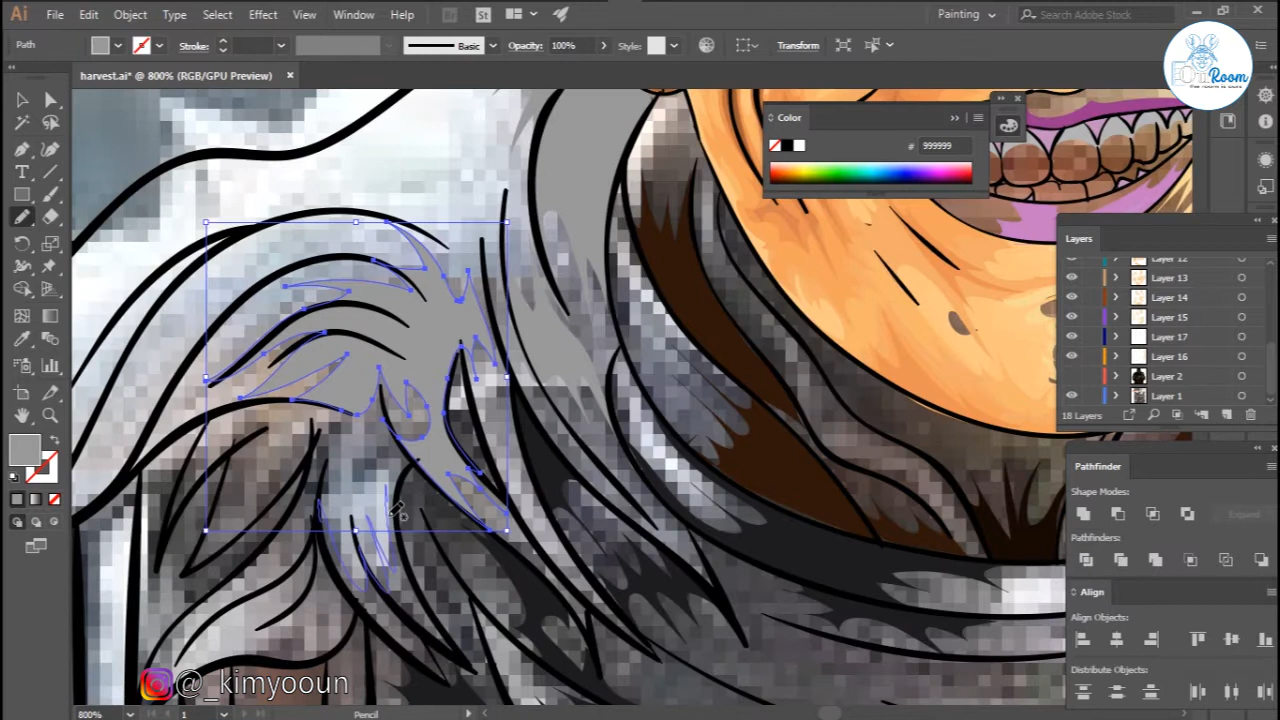 Ai File Edit Object Type Select Effect View Window Help Br St Painting Search Adobe Stock
Path Stroke: Basic Opacity: 100% Style: Transform
harvest.ai* @ 800% (RGB/GPU Preview)
OurRoom
Color
# 999999
Layers
Layer 12
Layer 13
Layer 14
Layer 15
Layer 17
Layer 16
Layer 2
Layer 1
18 Layers
Pathfinder
Shape Modes:
Expand
Pathfinders:
Align
Align Objects:
Distribute Objects:
@_kimyooun
800% 1 Pencil